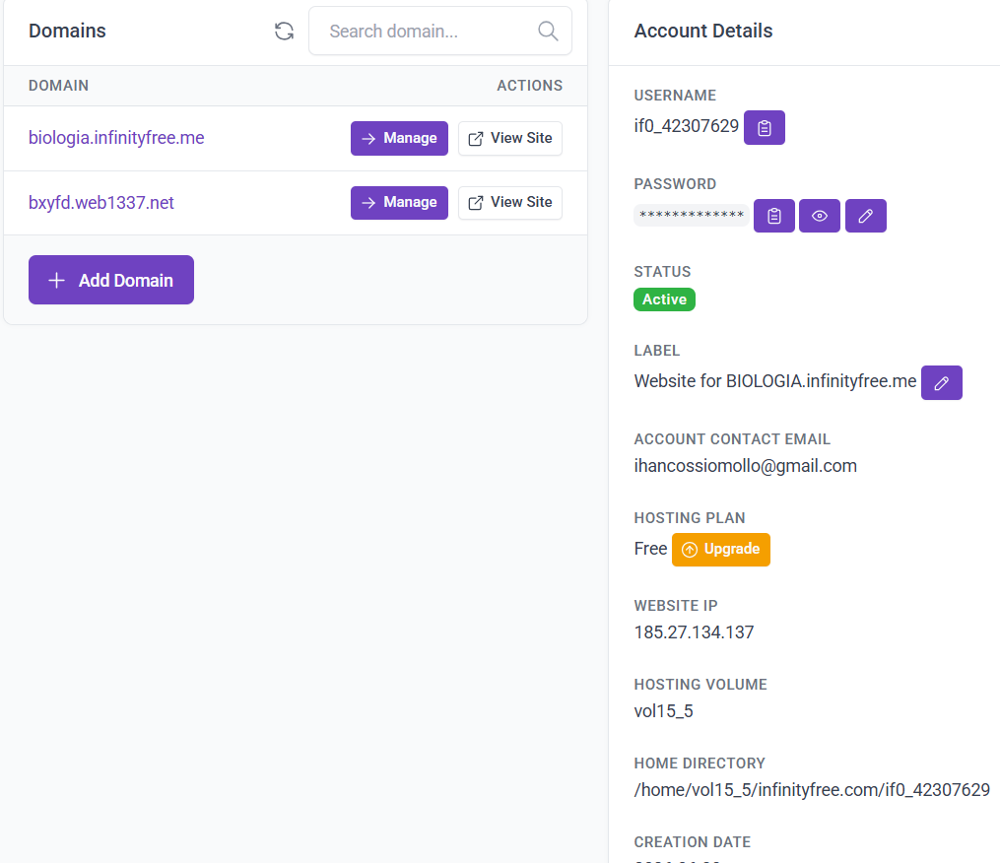 Domains
Search domain...
DOMAIN
ACTIONS
biologia.infinityfree.me
Manage
View Site
bxyfd.web1337.net
Manage
View Site
Add Domain
Account Details
USERNAME
if0_42307629
PASSWORD
*************
STATUS
Active
LABEL
Website for BIOLOGIA.infinityfree.me
ACCOUNT CONTACT EMAIL
ihancossiomollo@gmail.com
HOSTING PLAN
Free
Upgrade
WEBSITE IP
185.27.134.137
HOSTING VOLUME
vol15_5
HOME DIRECTORY
/home/vol15_5/infinityfree.com/if0_42307629
CREATION DATE